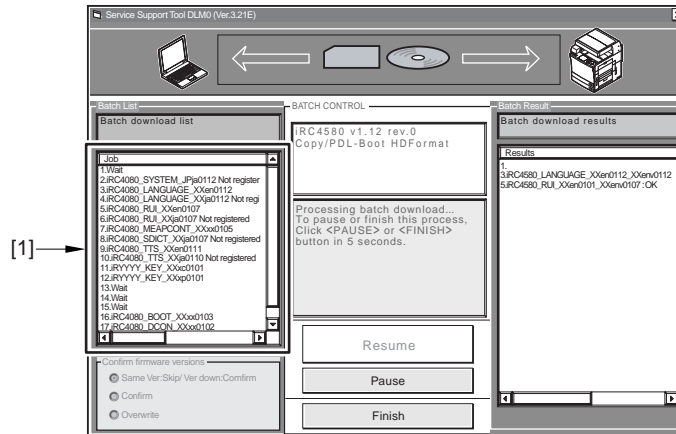 Service Support Tool DLM0 (Ver.3.21E)
Batch List
Batch download list
Job
1.Wait
2.iRC4080_SYSTEM_JPja0112 Not register
3.iRC4080_LANGUAGE_XXen0112
4.iRC4080_LANGUAGE_XXja0112 Not regi
5.iRC4080_RUI_XXen0107
6.iRC4080_RUI_XXja0107 Not registered
7.iRC4080_MEAPCONT_XXxx0105
8.iRC4080_SDICT_XXja0107 Not registered
9.iRC4080_TTS_XXen0111
10.iRC4080_TTS_XXja0110 Not registered
11.iRYYYY_KEY_XXxc0101
12.iRYYYY_KEY_XXxp0101
13.Wait
14.Wait
15.Wait
16.iRC4080_BOOT_XXxx0103
17.iRC4080_DCON_XXxx0102
[1]
Confirm firmware versions
Same Ver:Skip/ Ver down:Comfirm
Confirm
Overwrite
BATCH CONTROL
iRC4580 v1.12 rev.0
Copy/PDL-Boot HDFormat
Processing batch download...
To pause or finish this process,
Click <PAUSE> or <FINISH>
button in 5 seconds.
Resume
Pause
Finish
Batch Result
Batch download results
Results
1.
3.iRC4580_LANGUAGE_XXen0112_XXenv0112
5.iRC4580_RUI_XXen0101_XXenv0107 :OK